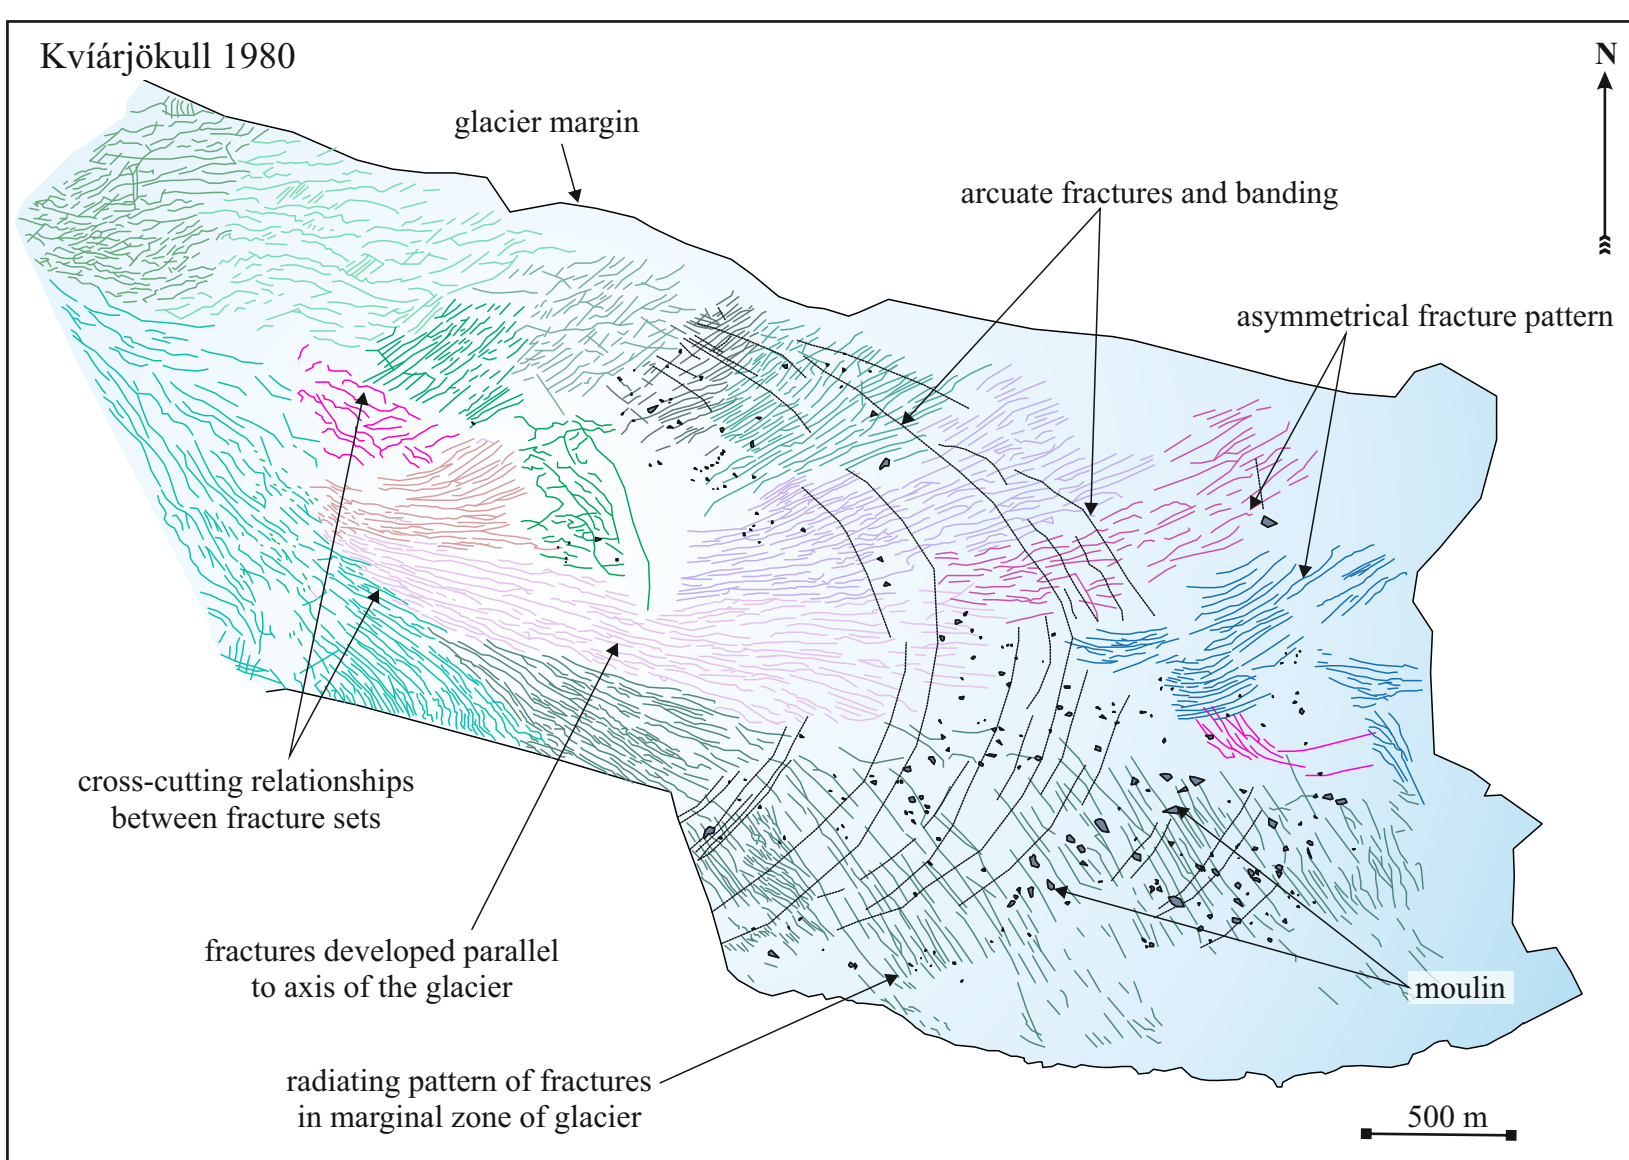 Kvíárjökull 1980
N
glacier margin
arcuate fractures and banding
asymmetrical fracture pattern
cross-cutting relationships
between fracture sets
fractures developed parallel
to axis of the glacier
moulin
radiating pattern of fractures
in marginal zone of glacier
500 m